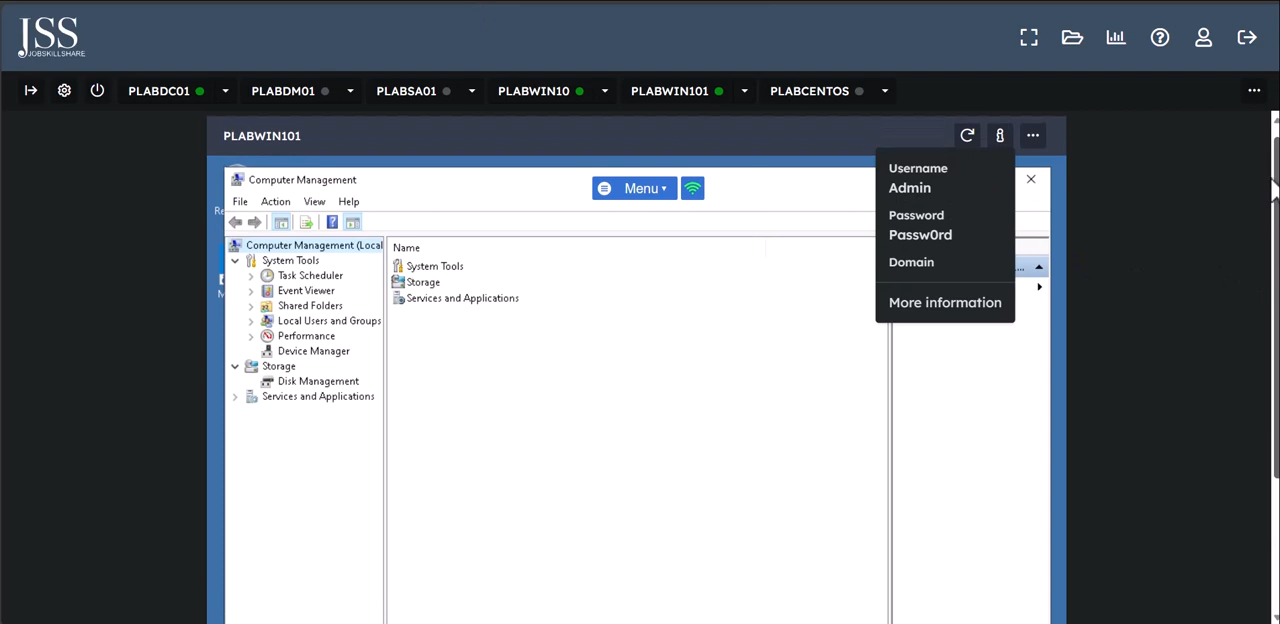 JSS
JOBSKILLSHARE
PLABDC01
PLABDM01
PLABSA01
PLABWIN10
PLABWIN101
PLABCENTOS
PLABWIN101
Username
Admin
Password
Passw0rd
Domain
More information
Computer Management
Menu
File Action View Help
Computer Management (Local
System Tools
Task Scheduler
Event Viewer
Shared Folders
Local Users and Groups
Performance
Device Manager
Storage
Disk Management
Services and Applications
Name
System Tools
Storage
Services and Applications
...